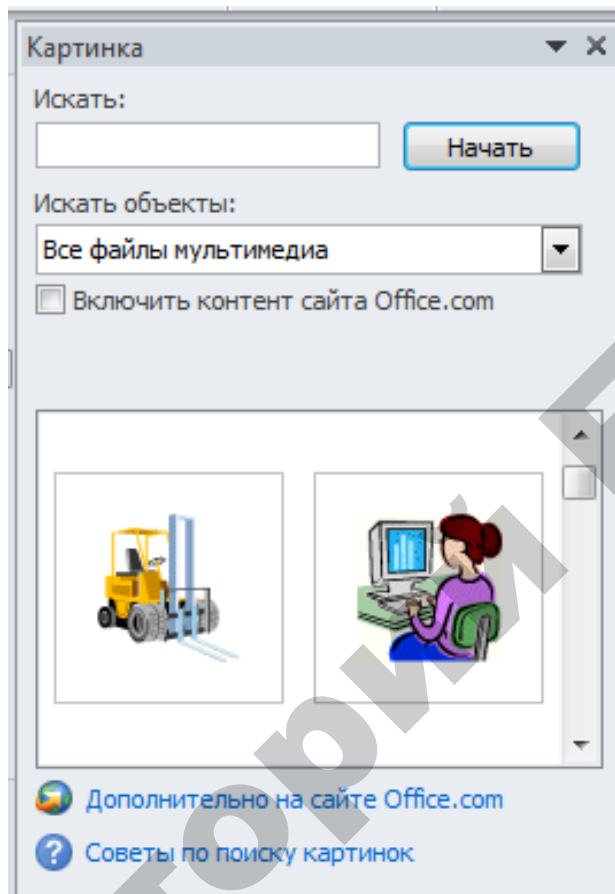 Картинка
Искать:
Начать
Искать объекты:
Все файлы мультимедиа
Включить контент сайта Office.com
Дополнительно на сайте Office.com
Советы по поиску картинок